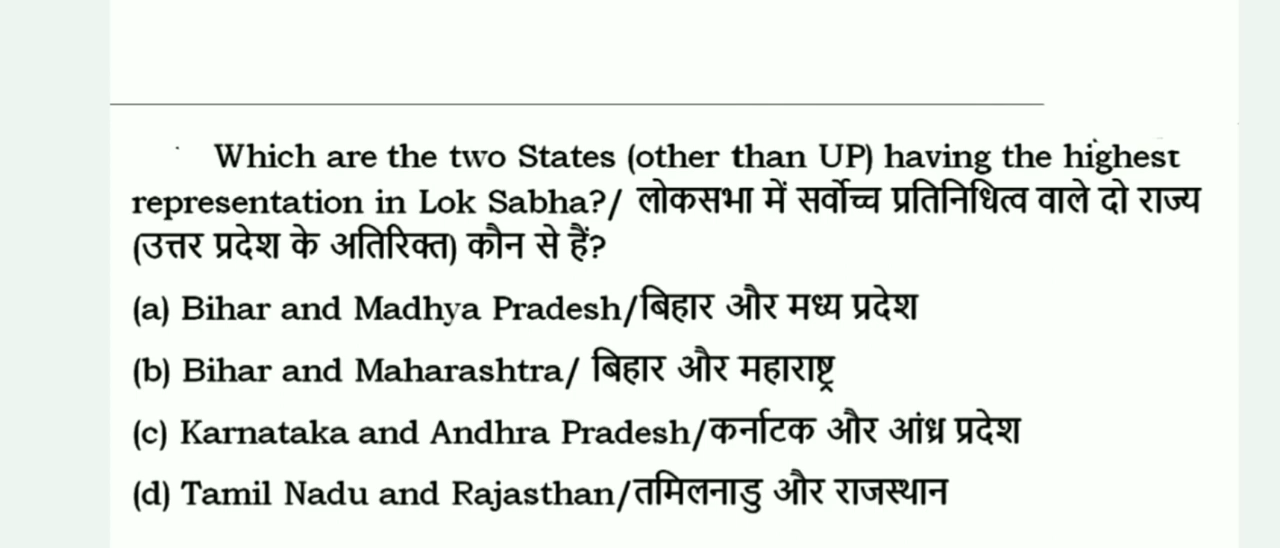 Which are the two States (other than UP) having the highest
representation in Lok Sabha?/ लोकसभा में सर्वोच्च प्रतिनिधित्व वाले दो राज्य
(उत्तर प्रदेश के अतिरिक्त) कौन से हैं?
(a) Bihar and Madhya Pradesh/बिहार और मध्य प्रदेश
(b) Bihar and Maharashtra/ बिहार और महाराष्ट्र
(c) Karnataka and Andhra Pradesh/कर्नाटक और आंध्र प्रदेश
(d) Tamil Nadu and Rajasthan/तमिलनाडु और राजस्थान